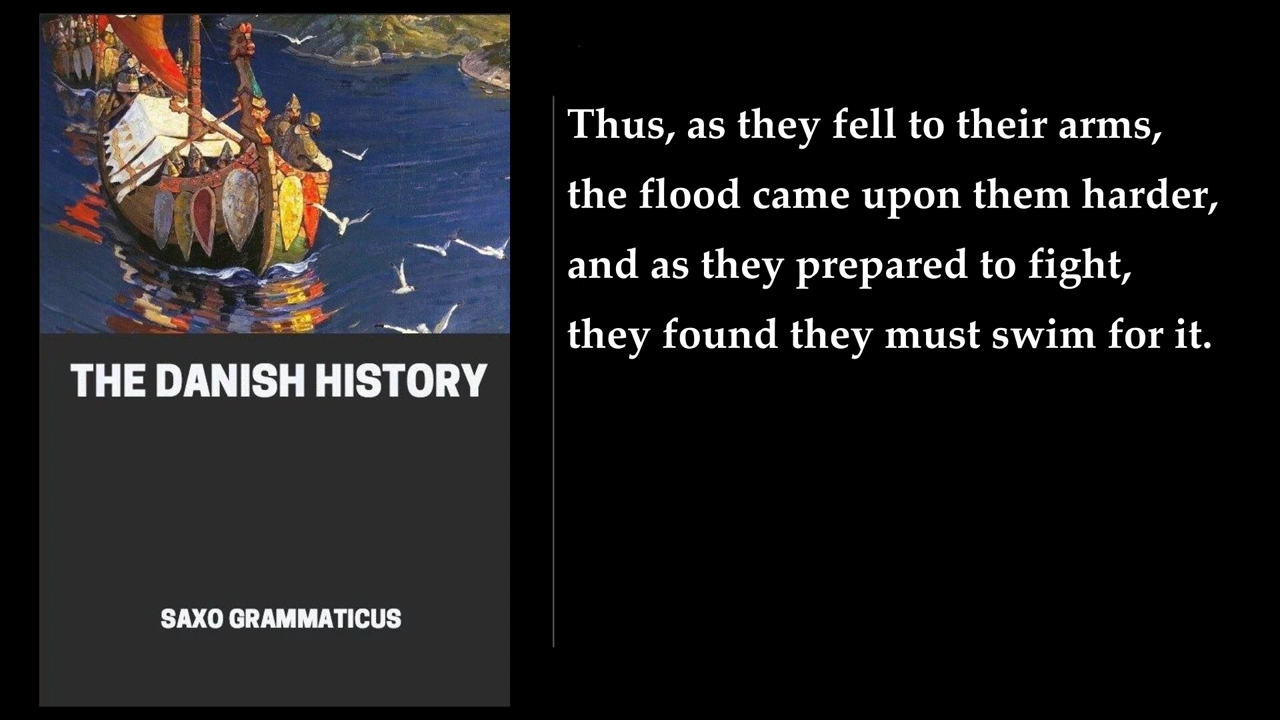 THE DANISH HISTORY
SAXO GRAMMATICUS
Thus, as they fell to their arms,
the flood came upon them harder,
and as they prepared to fight,
they found they must swim for it.